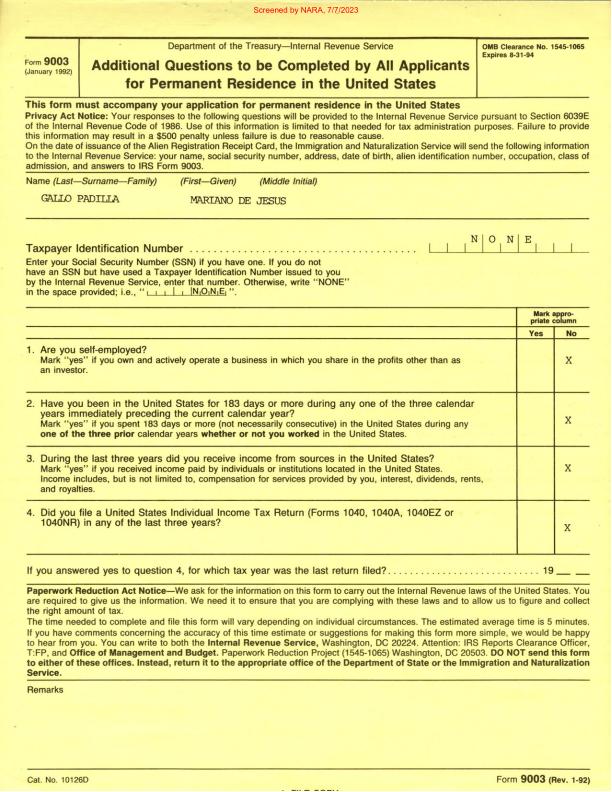 Screened by NARA, 7/7/2023
Form 9003
(January 1992)
Department of the Treasury—Internal Revenue Service
Additional Questions to be Completed by All Applicants
for Permanent Residence in the United States
OMB Clearance No. 1545-1065
Expires 8-31-94
This form must accompany your application for permanent residence in the United States
Privacy Act Notice: Your responses to the following questions will be provided to the Internal Revenue Service pursuant to Section 6039E
of the Internal Revenue Code of 1986. Use of this information is limited to that needed for tax administration purposes. Failure to provide
this information may result in a $500 penalty unless failure is due to reasonable cause.
On the date of issuance of the Alien Registration Receipt Card, the Immigration and Naturalization Service will send the following information
to the Internal Revenue Service: your name, social security number, address, date of birth, alien identification number, occupation, class of
admission, and answers to IRS Form 9003.
Name (Last—Surname—Family) (First—Given) (Middle Initial)
GALLO PADILLA MARIANO DE JESUS
Taxpayer Identification Number NONE
Enter your Social Security Number (SSN) if you have one. If you do not
have an SSN but have used a Taxpayer Identification Number issued to you
by the Internal Revenue Service, enter that number. Otherwise, write "NONE"
in the space provided; i.e., "NONE".
Mark appro-
priate column
Yes No
1. Are you self-employed?
Mark "yes" if you own and actively operate a business in which you share in the profits other than as
an investor.
X
2. Have you been in the United States for 183 days or more during any one of the three calendar
years immediately preceding the current calendar year?
Mark "yes" if you spent 183 days or more (not necessarily consecutive) in the United States during any
one of the three prior calendar years whether or not you worked in the United States.
X
3. During the last three years did you receive income from sources in the United States?
Mark "yes" if you received income paid by individuals or institutions located in the United States.
Income includes, but is not limited to, compensation for services provided by you, interest, dividends, rents,
and royalties.
X
4. Did you file a United States Individual Income Tax Return (Forms 1040, 1040A, 1040EZ or
1040NR) in any of the last three years?
X
If you answered yes to question 4, for which tax year was the last return filed? 19__ __
Paperwork Reduction Act Notice—We ask for the information on this form to carry out the Internal Revenue laws of the United States. You
are required to give us the information. We need it to ensure that you are complying with these laws and to allow us to figure and collect
the right amount of tax.
The time needed to complete and file this form will vary depending on individual circumstances. The estimated average time is 5 minutes.
If you have comments concerning the accuracy of this time estimate or suggestions for making this form more simple, we would be happy
to hear from you. You can write to both the Internal Revenue Service, Washington, DC 20224. Attention: IRS Reports Clearance Officer,
T:FP, and Office of Management and Budget. Paperwork Reduction Project (1545-1065) Washington, DC 20503. DO NOT send this form
to either of these offices. Instead, return it to the appropriate office of the Department of State or the Immigration and Naturalization
Service.
Remarks
Cat. No. 10126D
Form 9003 (Rev. 1-92)